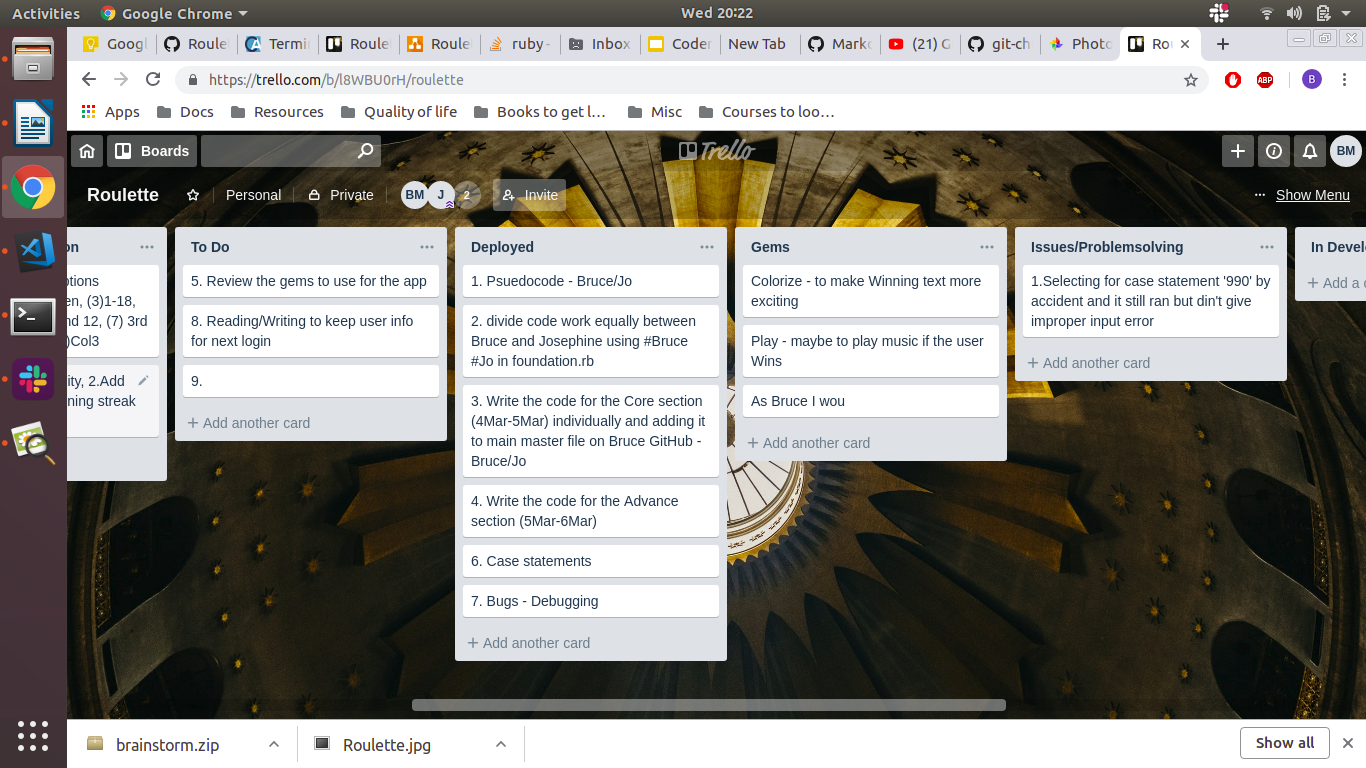 Activities
Google Chrome
Wed 20:22
Googl
Roule
Termi
Roule
Roule
ruby -
Inbox
Coder
New Tab
Marko
(21) G
git-ch
Photo
Rou
https://trello.com/b/l8WBU0rH/roulette
ABP
B
Apps
Docs
Resources
Quality of life
Books to get l…
Misc
Courses to loo…
Boards
Trello
BM
Roulette
Personal
Private
BM
J
2
Invite
Show Menu
on
ptions
en, (3)1-18,
nd 12, (7) 3rd
)Col3
ity, 2.Add
ning streak
To Do
5. Review the gems to use for the app
8. Reading/Writing to keep user info
for next login
9.
+ Add another card
Deployed
1. Psuedocode - Bruce/Jo
2. divide code work equally between
Bruce and Josephine using #Bruce
#Jo in foundation.rb
3. Write the code for the Core section
(4Mar-5Mar) individually and adding it
to main master file on Bruce GitHub -
Bruce/Jo
4. Write the code for the Advance
section (5Mar-6Mar)
6. Case statements
7. Bugs - Debugging
+ Add another card
Gems
Colorize - to make Winning text more
exciting
Play - maybe to play music if the user
Wins
As Bruce I wou
+ Add another card
Issues/Problemsolving
1.Selecting for case statement '990' by
accident and it still ran but din't give
improper input error
+ Add another card
In Develo
+ Add a c
brainstorm.zip
Roulette.jpg
Show all